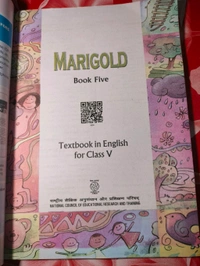 MARIGOLD
Book Five
Textbook in English
for Class V
राष्ट्रीय शैक्षिक अनुसंधान और प्रशिक्षण परिषद्
NATIONAL COUNCIL OF EDUCATIONAL RESEARCH AND TRAINING